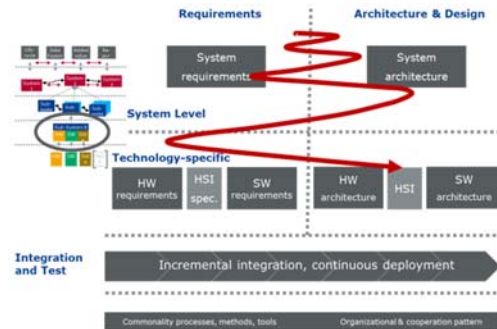 Requirements
Architecture & Design
System
requirements
System
architecture
System
System Level
Technology-specific
HW
requirements
HSI
spec.
SW
requirements
HW
architecture
HSI
SW
architecture
Integration
and Test
Incremental integration, continuous deployment
Commonality processes, methods, tools
Organizational & cooperation pattern